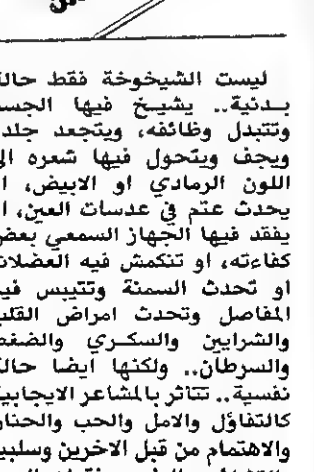 ليست الشيخوخة فقط حالة
بدنية.. يشيخ فيها الجسد
وتتبدل وظائفه، ويتجعد جلده
ويجف ويتحول فيها شعره الى
اللون الرمادي او الابيض، او
يحدث عتم في عدسات العين، او
يفقد فيها الجهاز السمعي بعض
كفاءته، او تنكمش فيه العضلات
او تحدث السمنة وتتيبس فيه
المفاصل وتحدث امراض القلب
والشرايين والسكري والضغط
والسرطان.. ولكنها ايضا حالة
نفسية.. تتأثر بالمشاعر الايجابية
كالتفاؤل والامل والحب والحنان
والاهتمام من قبل الاخرين وسلبيا